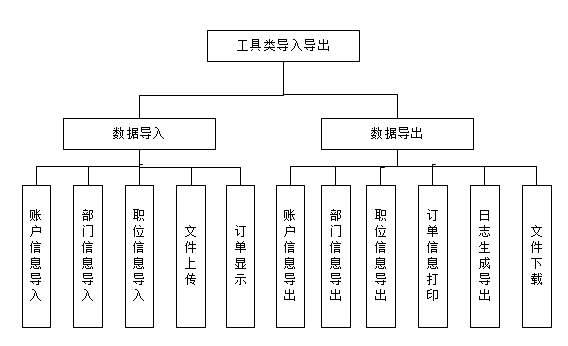 工具类导入导出
数据导入
数据导出
账户信息导入
部门信息导入
职位信息导入
文件上传
订单显示
账户信息导出
部门信息导出
职位信息导出
订单信息打印
日志生成导出
文件下载